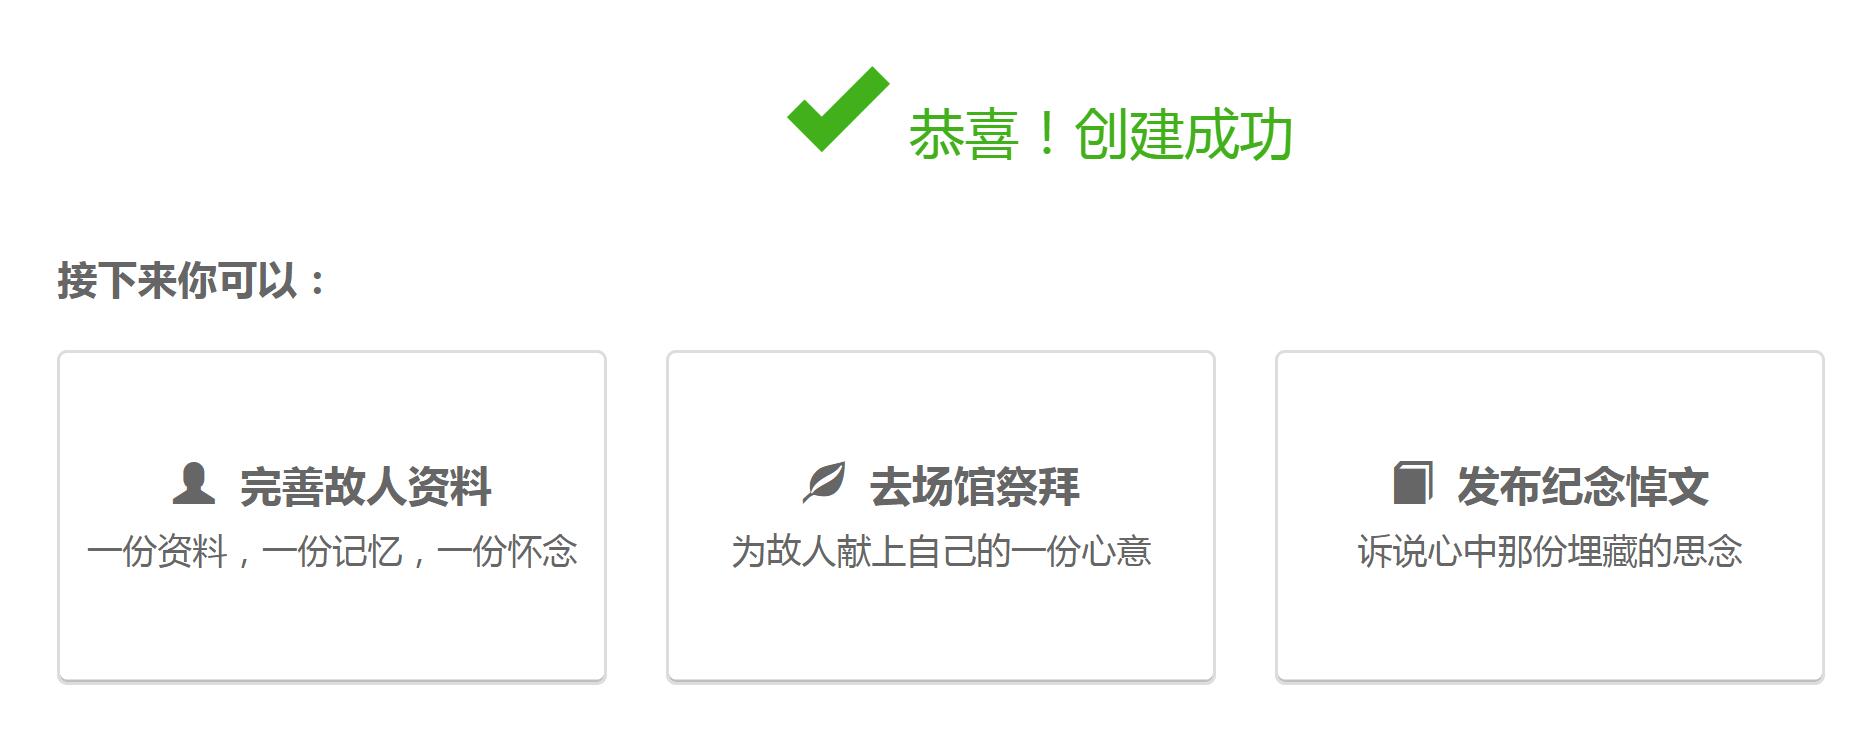 恭喜！创建成功
接下来你可以：
完善故人资料
一份资料，一份记忆，一份怀念
去场馆祭拜
为故人献上自己的一份心意
发布纪念悼文
诉说心中那份埋藏的思念